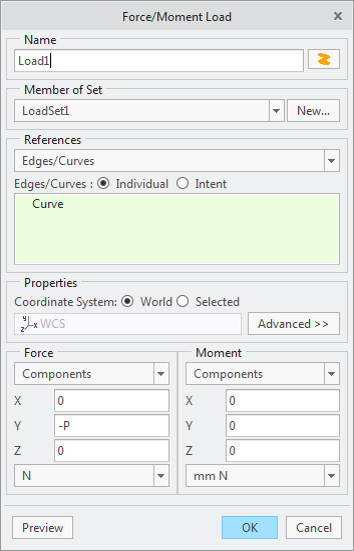 Force/Moment Load
x
Name
Load1
Member of Set
LoadSet1
New...
References
Edges/Curves
Edges/Curves : Individual Intent
Curve
Properties
Coordinate System: World Selected
y
z x WCS
Advanced >>
Force
Components
X 0
Y -P
Z 0
N
Moment
Components
X 0
Y 0
Z 0
mm N
Preview
OK
Cancel